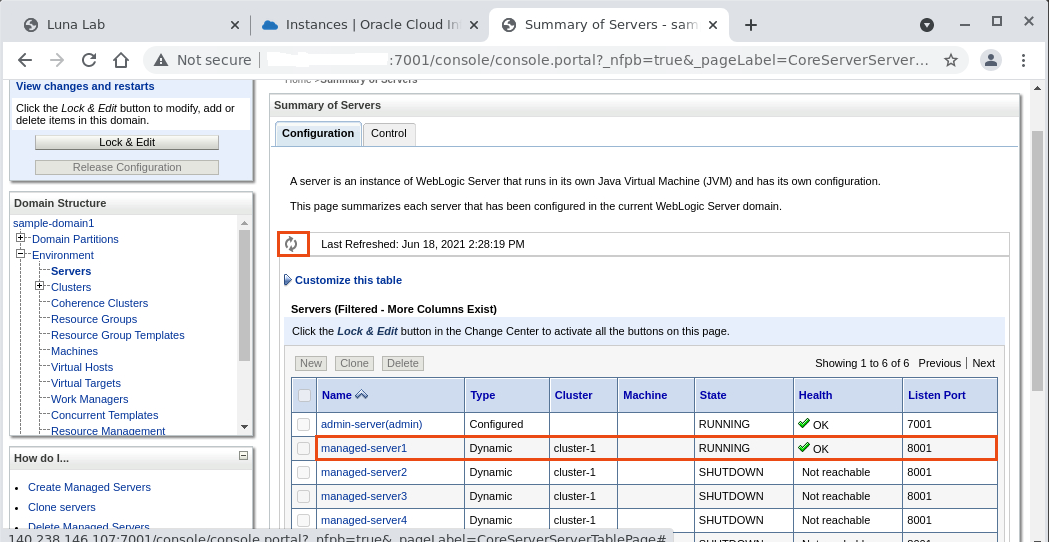 Luna Lab
Instances | Oracle Cloud In
Summary of Servers - sam
Not secure
:7001/console/console.portal?_nfpb=true&_pageLabel=CoreServerServer...
View changes and restarts
Click the Lock & Edit button to modify, add or
delete items in this domain.
Lock & Edit
Release Configuration
Domain Structure
sample-domain1
Domain Partitions
Environment
Servers
Clusters
Coherence Clusters
Resource Groups
Resource Group Templates
Machines
Virtual Hosts
Virtual Targets
Work Managers
Concurrent Templates
Resource Management
How do I...
Create Managed Servers
Clone servers
Delete Managed Servers
Home >Summary of Servers
Summary of Servers
Configuration
Control
A server is an instance of WebLogic Server that runs in its own Java Virtual Machine (JVM) and has its own configuration.
This page summarizes each server that has been configured in the current WebLogic Server domain.
Last Refreshed: Jun 18, 2021 2:28:19 PM
Customize this table
Servers (Filtered - More Columns Exist)
Click the Lock & Edit button in the Change Center to activate all the buttons on this page.
New Clone Delete Showing 1 to 6 of 6 Previous | Next
Name Type Cluster Machine State Health Listen Port
admin-server(admin) Configured RUNNING OK 7001
managed-server1 Dynamic cluster-1 RUNNING OK 8001
managed-server2 Dynamic cluster-1 SHUTDOWN Not reachable 8001
managed-server3 Dynamic cluster-1 SHUTDOWN Not reachable 8001
managed-server4 Dynamic cluster-1 SHUTDOWN Not reachable 8001
140.238.146.107:7001/console/console.portal?_nfpb=true&_pageLabel=CoreServerServerTablePage#